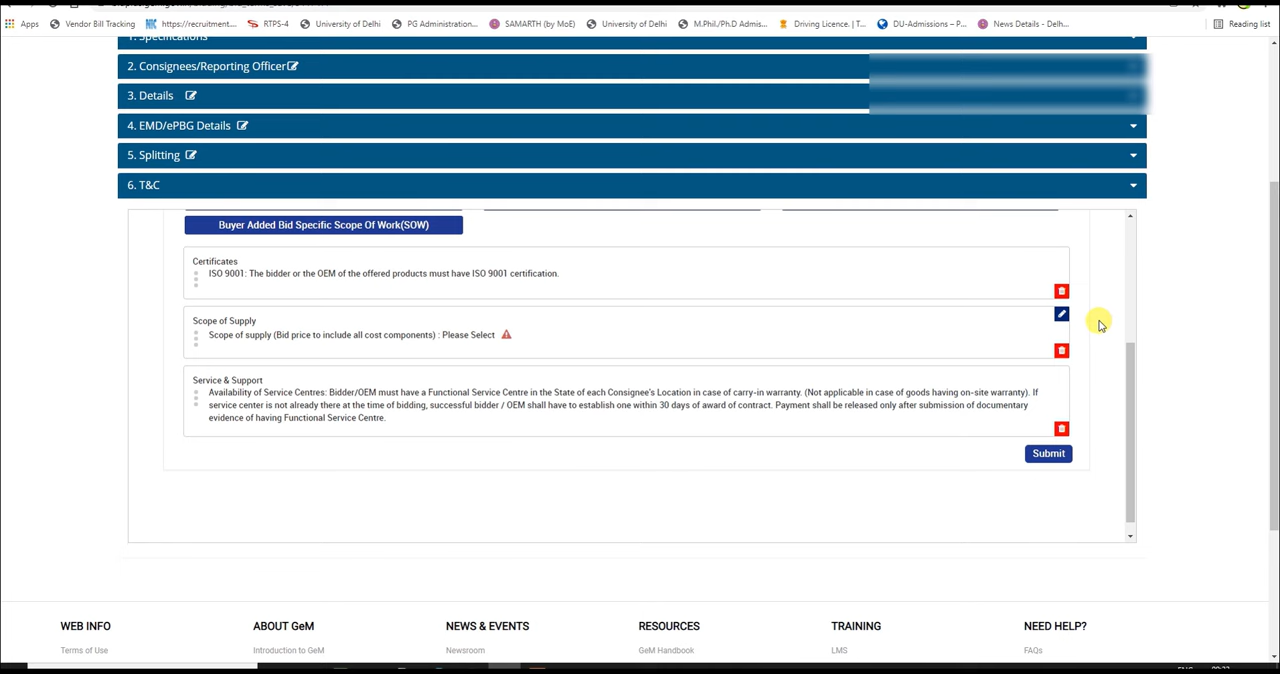 Apps
Vendor Bill Tracking
https://recruitment....
RTPS-4
University of Delhi
PG Administration...
SAMARTH (by MoE)
University of Delhi
M.Phil/Ph.D Admis...
Driving Licence. | T...
DU-Admissions – P...
News Details - Delh...
Reading list
1. Specifications
2. Consignees/Reporting Officer
3. Details
4. EMD/ePBG Details
5. Splitting
6. T&C
Buyer Added Bid Specific Scope Of Work(SOW)
Certificates
ISO 9001: The bidder or the OEM of the offered products must have ISO 9001 certification.
Scope of Supply
Scope of supply (Bid price to include all cost components) : Please Select
Service & Support
Availability of Service Centres: Bidder/OEM must have a Functional Service Centre in the State of each Consignee's Location in case of carry-in warranty. (Not applicable in case of goods having on-site warranty). If
service center is not already there at the time of bidding, successful bidder / OEM shall have to establish one within 30 days of award of contract. Payment shall be released only after submission of documentary
evidence of having Functional Service Centre.
Submit
WEB INFO
ABOUT GeM
NEWS & EVENTS
RESOURCES
TRAINING
NEED HELP?
Terms of Use
Introduction to GeM
Newsroom
GeM Handbook
LMS
FAQs